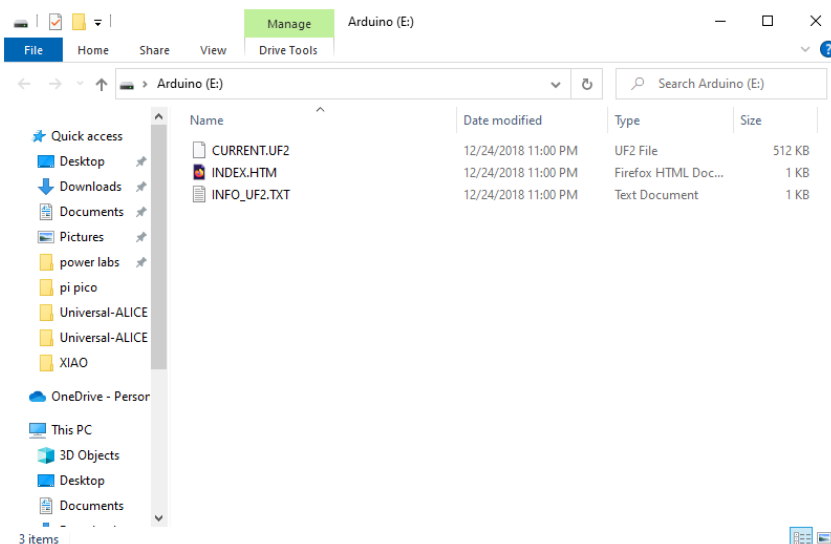 Manage
Arduino (E:)
File
Home
Share
View
Drive Tools
Arduino (E:)
Search Arduino (E:)
Name
Date modified
Type
Size
Quick access
Desktop
Downloads
Documents
Pictures
power labs
pi pico
Universal-ALICE
Universal-ALICE
XIAO
OneDrive - Person
This PC
3D Objects
Desktop
Documents
CURRENT.UF2 12/24/2018 11:00 PM UF2 File 512 KB
INDEX.HTM 12/24/2018 11:00 PM Firefox HTML Doc... 1 KB
INFO_UF2.TXT 12/24/2018 11:00 PM Text Document 1 KB
3 items